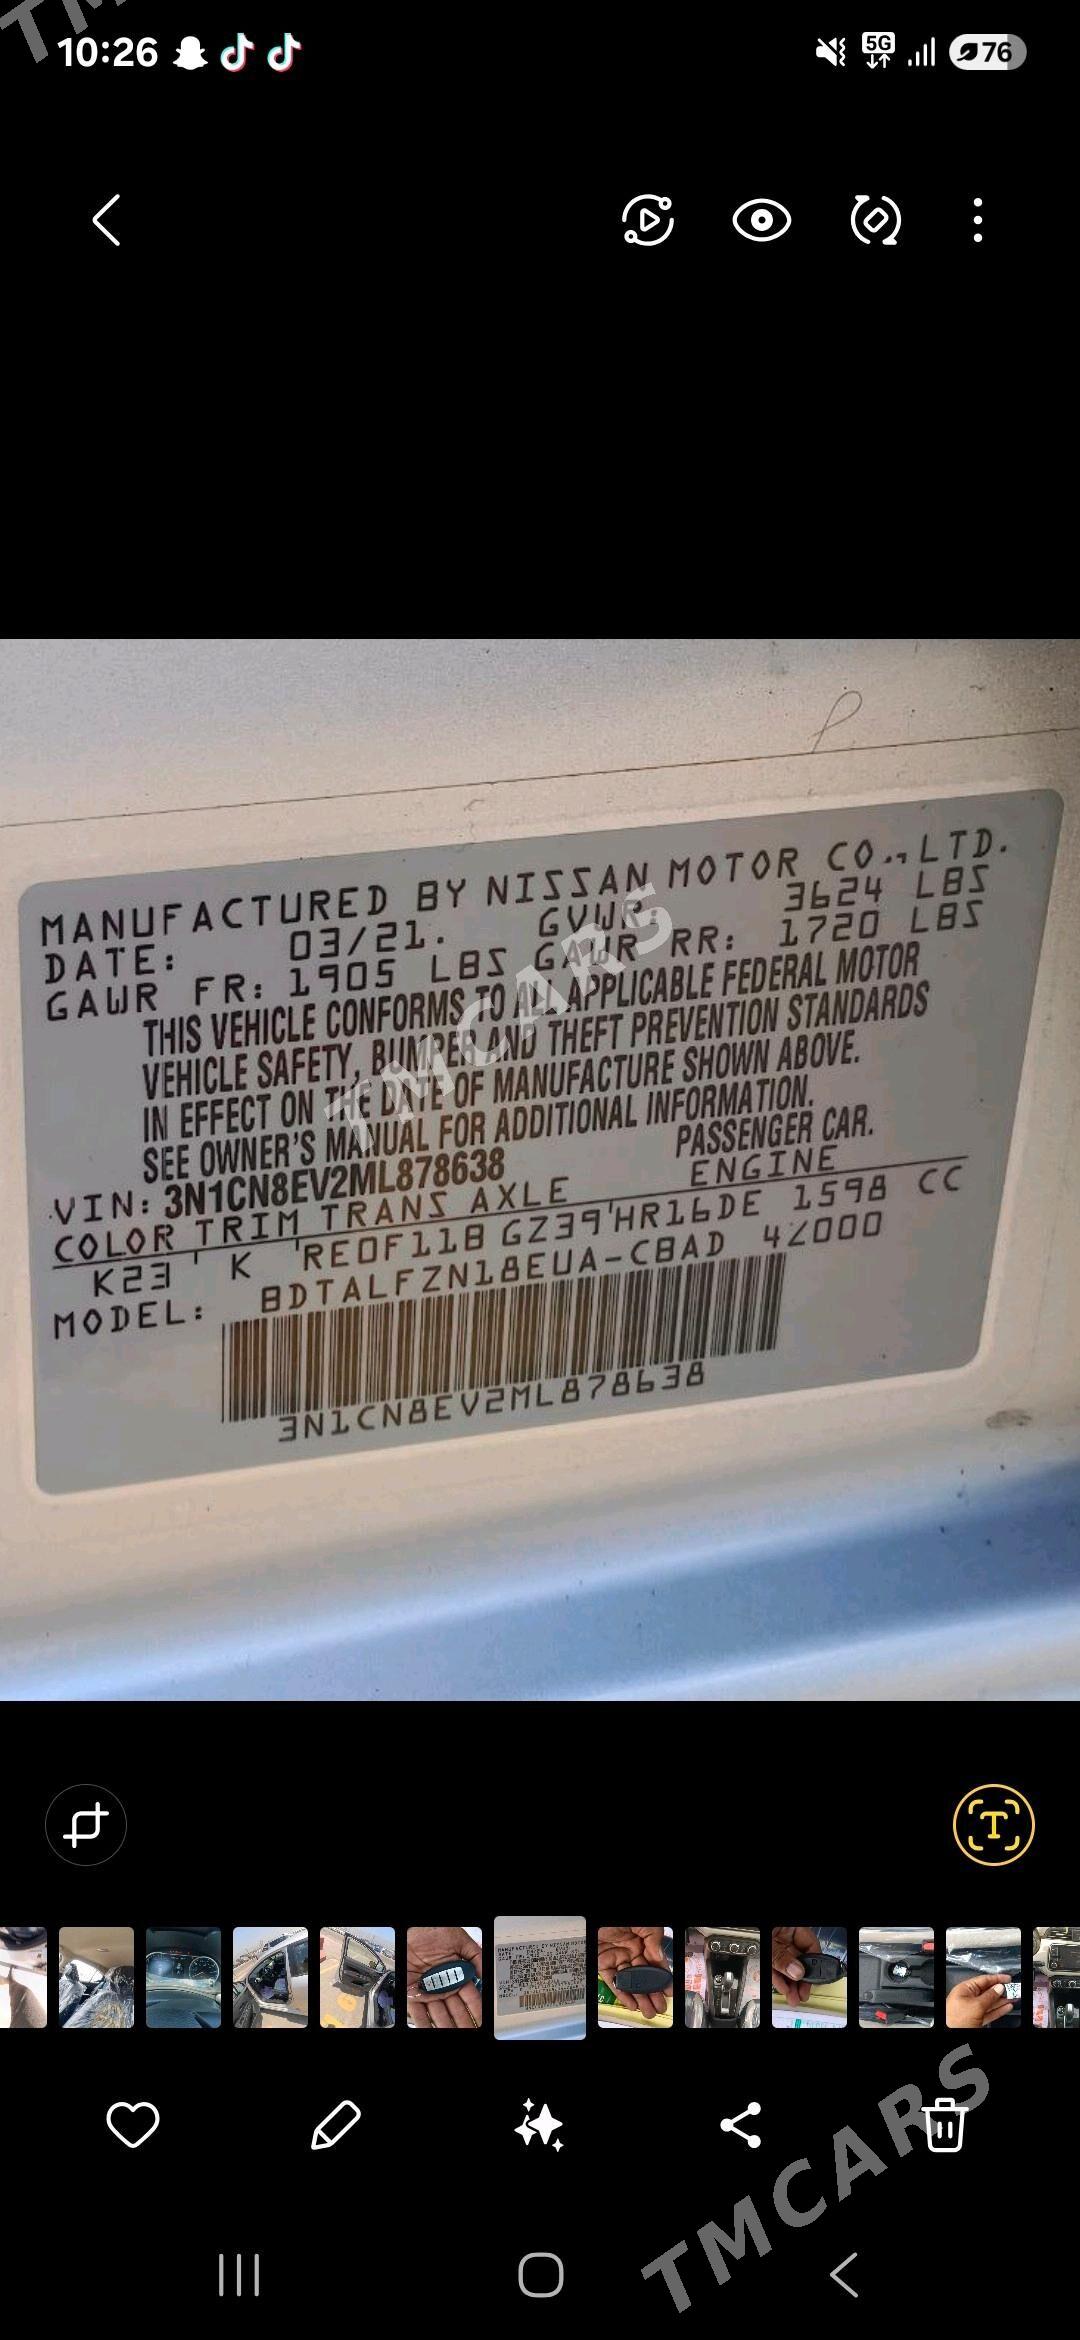 TMCARS
10:26
5G
76
MANUFACTURED BY NISSAN MOTOR CO., LTD.
DATE: 03/21. GVWR: 3624 LBS
GAWR FR: 1905 LBS GAWR RR: 1720 LBS
THIS VEHICLE CONFORMS TO ALL APPLICABLE FEDERAL MOTOR
VEHICLE SAFETY, BUMPER AND THEFT PREVENTION STANDARDS
IN EFFECT ON THE DATE OF MANUFACTURE SHOWN ABOVE.
SEE OWNER'S MANUAL FOR ADDITIONAL INFORMATION.
VIN: 3N1CN8EV2ML878638 PASSENGER CAR.
COLOR TRIM TRANS AXLE ENGINE
K23 K RE0F11B GZ39 HR16DE 1598 CC
MODEL: BDTALFZN18EUA-CBAD 4Z000
3N1CN8EV2ML878638
TMCARS
T
TMCARS